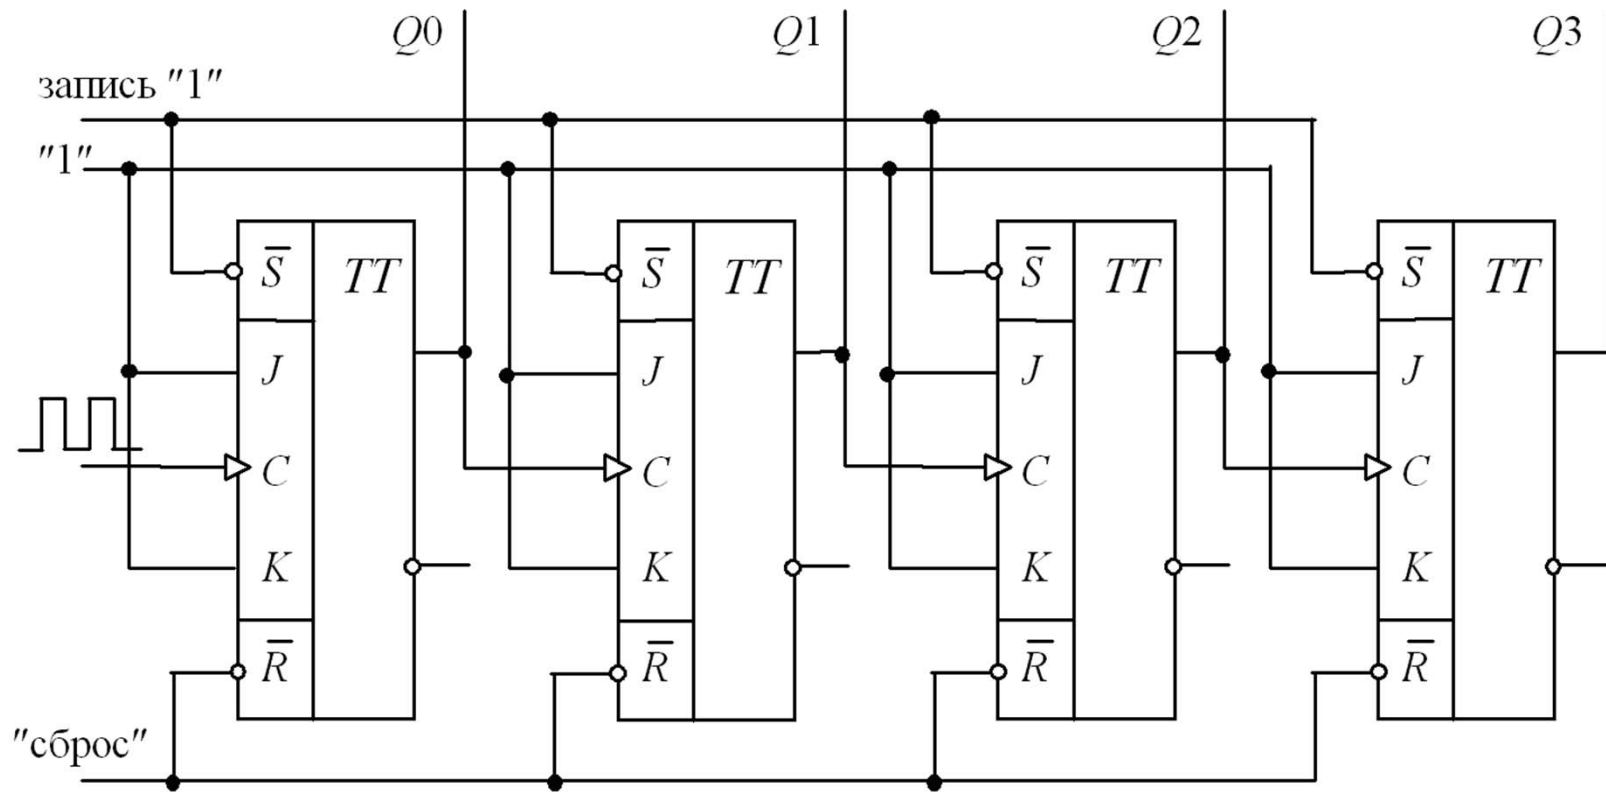 Q0 Q1 Q2 Q3
запись "1"
"1"
S̅ TT S̅ TT S̅ TT S̅ TT
J J J J
C C C C
K K K K
R̅ R̅ R̅ R̅
"сброс"